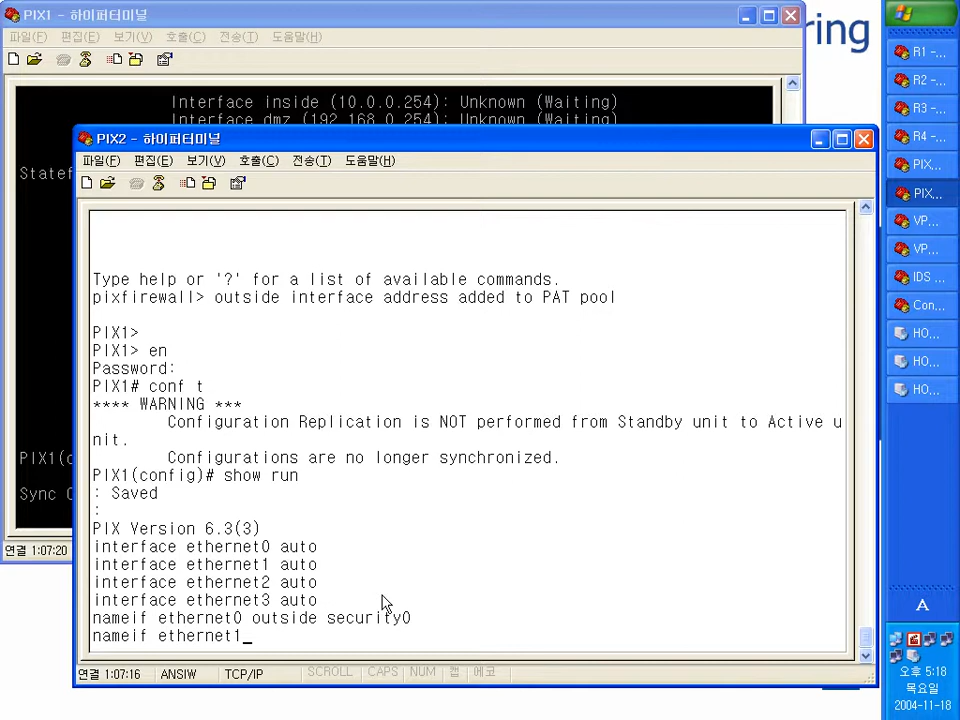 PIX1 - 하이퍼터미널
ring
파일(F) 편집(E) 보기(V) 호출(C) 전송(T) 도움말(H)
Interface inside (10.0.0.254): Unknown (Waiting)
Interface dmz (192.168.0.254): Unknown (Waiting)
Statef
PIX1(c
Sync C
연결 1:07:20
PIX2 - 하이퍼터미널
파일(F) 편집(E) 보기(V) 호출(C) 전송(T) 도움말(H)
Type help or '?' for a list of available commands.
pixfirewall> outside interface address added to PAT pool
PIX1>
PIX1> en
Password:
PIX1# conf t
**** WARNING ***
Configuration Replication is NOT performed from Standby unit to Active u
nit.
Configurations are no longer synchronized.
PIX1(config)# show run
: Saved
:
PIX Version 6.3(3)
interface ethernet0 auto
interface ethernet1 auto
interface ethernet2 auto
interface ethernet3 auto
nameif ethernet0 outside security0
nameif ethernet1_
연결 1:07:16 ANSIW TCP/IP SCROLL CAPS NUM 캡 에코
R1 -...
R2 -...
R3 -...
R4 -...
PIX...
PIX...
VP...
VP...
IDS ...
Con...
HO...
HO...
HO...
A
오후 5:18
목요일
2004-11-18